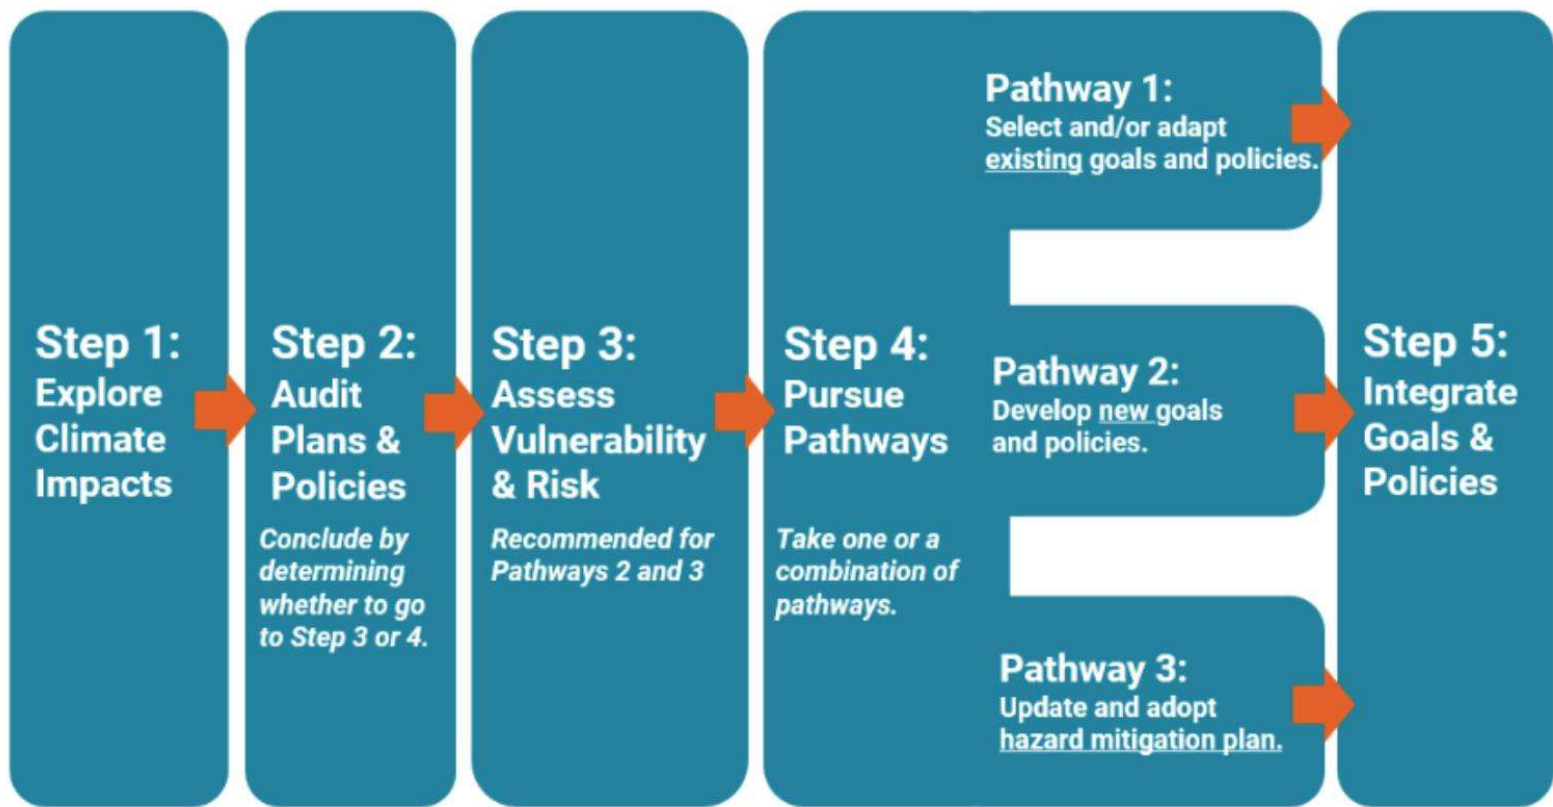 Step 1:
Explore
Climate
Impacts
Step 2:
Audit
Plans &
Policies
Conclude by
determining
whether to go
to Step 3 or 4.
Step 3:
Assess
Vulnerability
& Risk
Recommended for
Pathways 2 and 3
Step 4:
Pursue
Pathways
Take one or a
combination of
pathways.
Pathway 1:
Select and/or adapt
existing goals and policies.
Pathway 2:
Develop new goals
and policies.
Pathway 3:
Update and adopt
hazard mitigation plan.
Step 5:
Integrate
Goals &
Policies